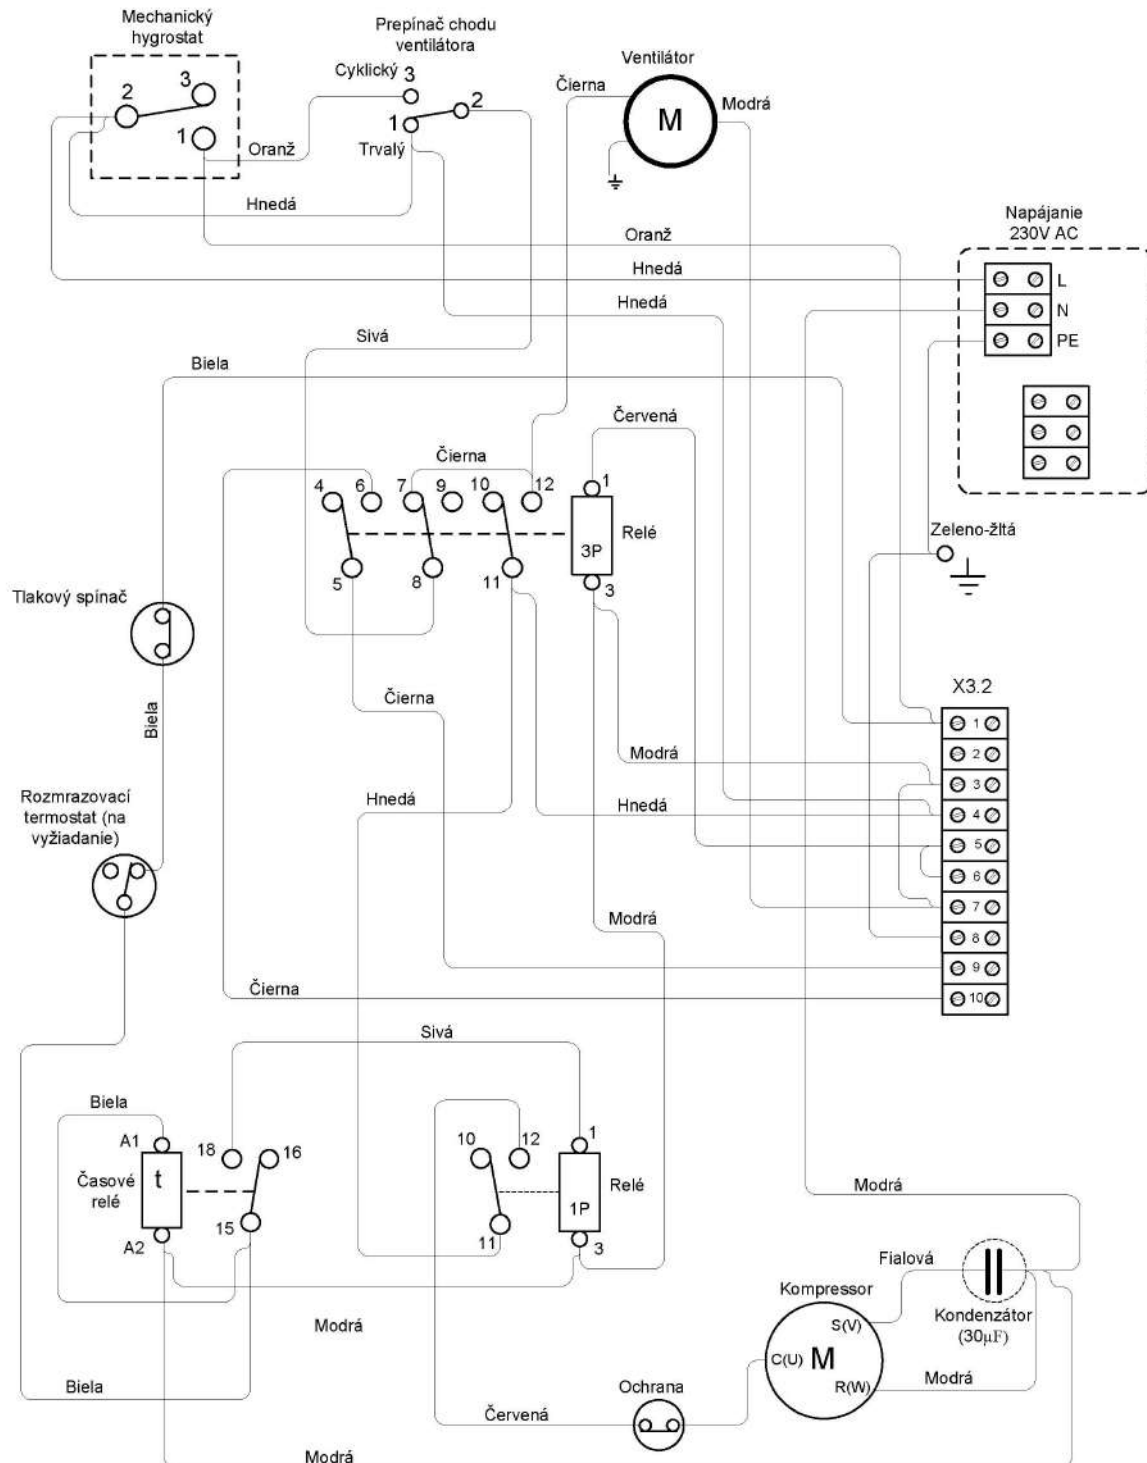 Mechanický
hygrostat
Prepínač chodu
ventilátora
Ventilátor
Cyklický 3
2
3
1
2
1
Trvalý
Čierna
M
Modrá
Oranž
Hnedá
Oranž
Hnedá
Hnedá
Napájanie
230V AC
L
N
PE
Sivá
Biela
Červená
Čierna
4
6
7
9
10
12
1
5
8
11
3P
3
Relé
Zeleno-žltá
Tlakový spínač
Biela
Čierna
X3.2
1
2
3
4
5
6
7
8
9
10
Modrá
Hnedá
Hnedá
Rozmrazovací
termostat (na
vyžiadanie)
Modrá
Čierna
Sivá
Biela
A1
t
A2
Časové
relé
18
16
15
10
12
11
1
1P
3
Relé
Modrá
Fialová
Kondenzátor
(30µF)
Kompressor
S(V)
C(U) M
R(W)
Modrá
Modrá
Biela
Ochrana
Červená
Modrá